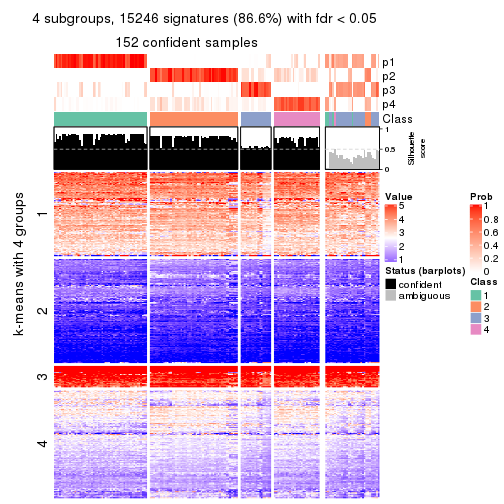 4 subgroups, 15246 signatures (86.6%) with fdr < 0.05
152 confident samples
p1
p2
p3
p4
Class
1
0.5
0
Silhouette
score
k-means with 4 groups
1
2
3
4
Value
5
4
3
2
1
Status (barplots)
confident
ambiguous
Prob
1
0.8
0.6
0.4
0.2
0
Class
1
2
3
4